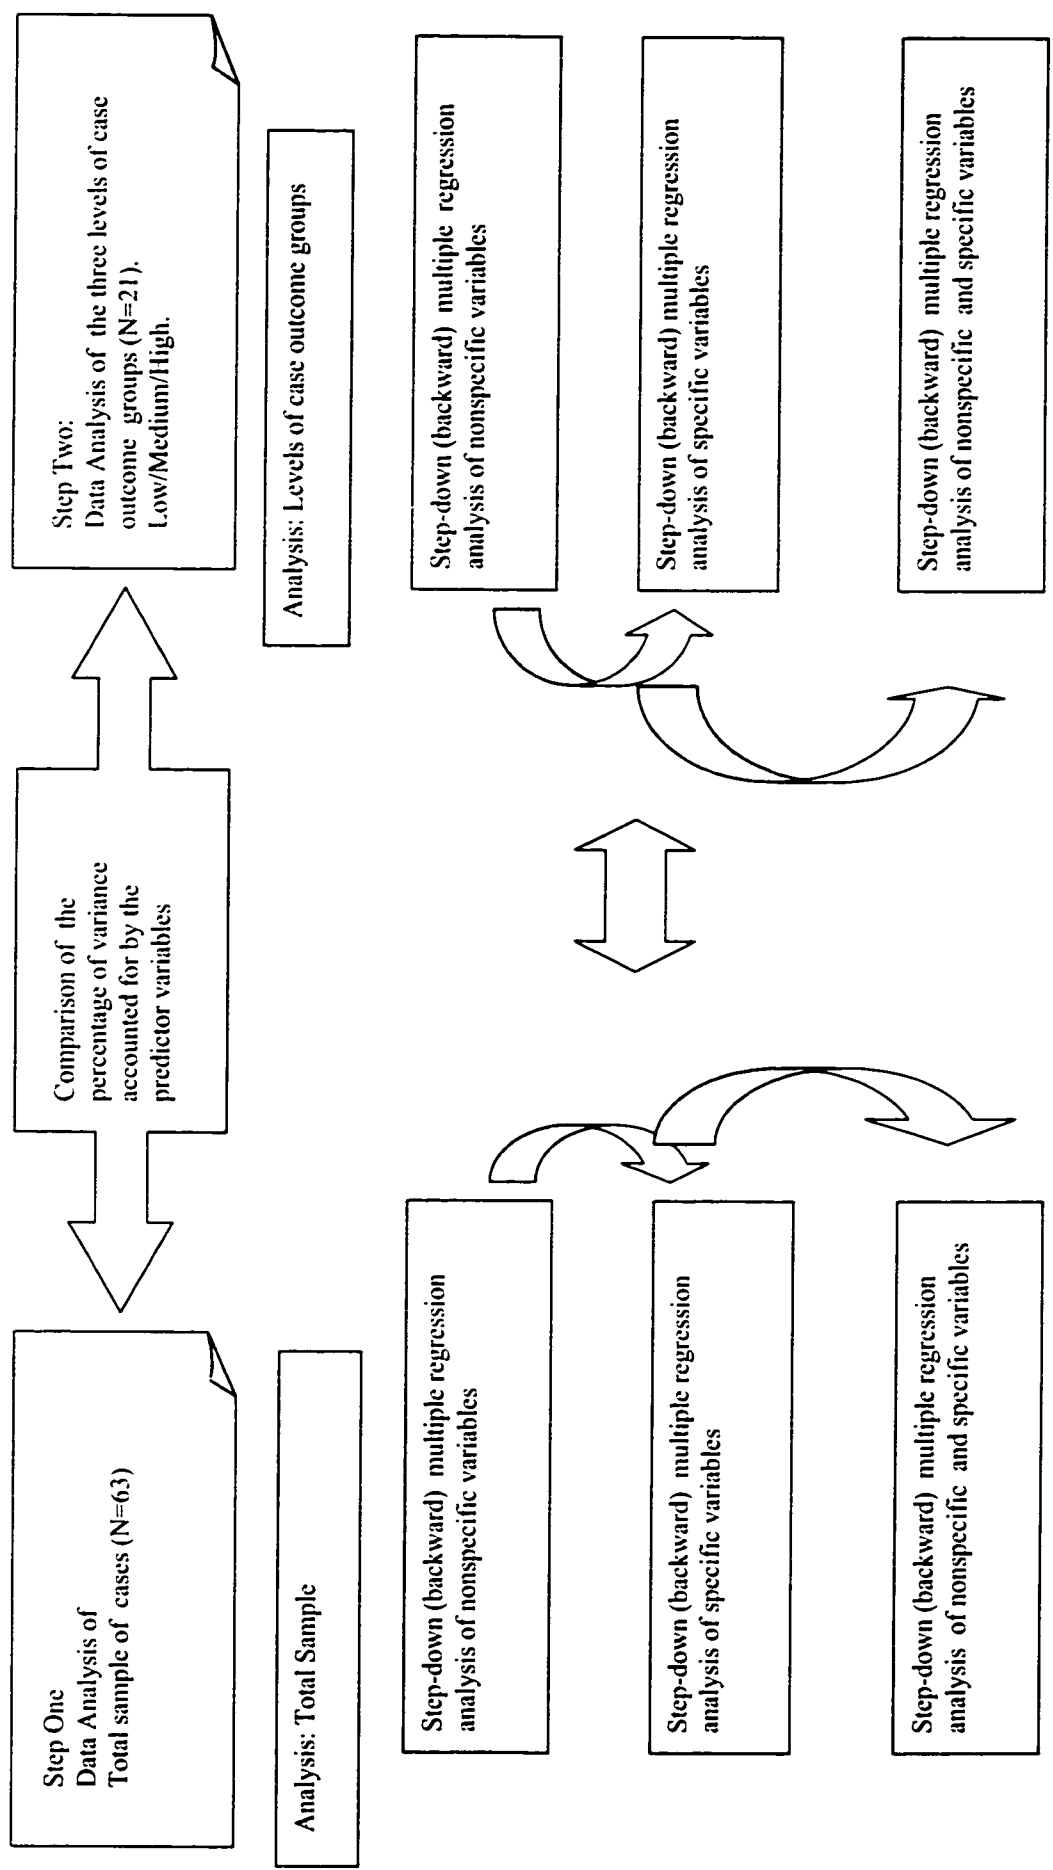 Step One
Data Analysis of
Total sample of cases (N=63)
Comparison of the
percentage of variance
accounted for by the
predictor variables
Step Two:
Data Analysis of the three levels of case
outcome groups (N=21).
Low/Medium/High.
Analysis: Total Sample
Analysis: Levels of case outcome groups
Step-down (backward) multiple regression
analysis of nonspecific variables
Step-down (backward) multiple regression
analysis of specific variables
Step-down (backward) multiple regression
analysis of nonspecific and specific variables
Step-down (backward) multiple regression
analysis of nonspecific variables
Step-down (backward) multiple regression
analysis of specific variables
Step-down (backward) multiple regression
analysis of nonspecific and specific variables